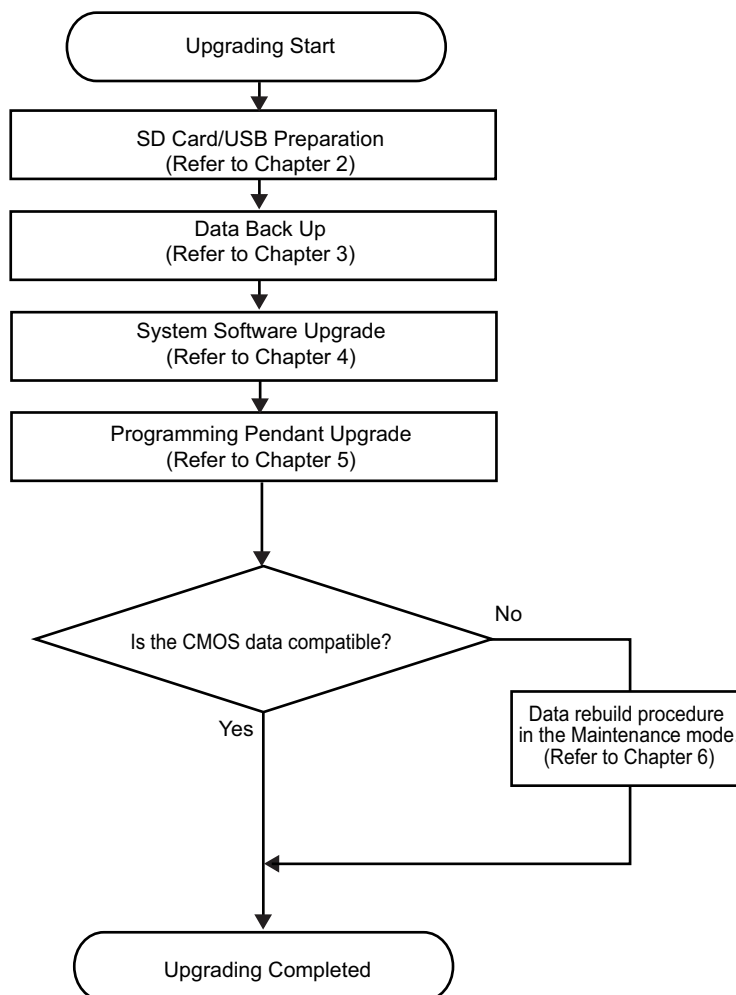 Upgrading Start
SD Card/USB Preparation
(Refer to Chapter 2)
Data Back Up
(Refer to Chapter 3)
System Software Upgrade
(Refer to Chapter 4)
Programming Pendant Upgrade
(Refer to Chapter 5)
Is the CMOS data compatible?
No
Yes
Data rebuild procedure
in the Maintenance mode.
(Refer to Chapter 6)
Upgrading Completed